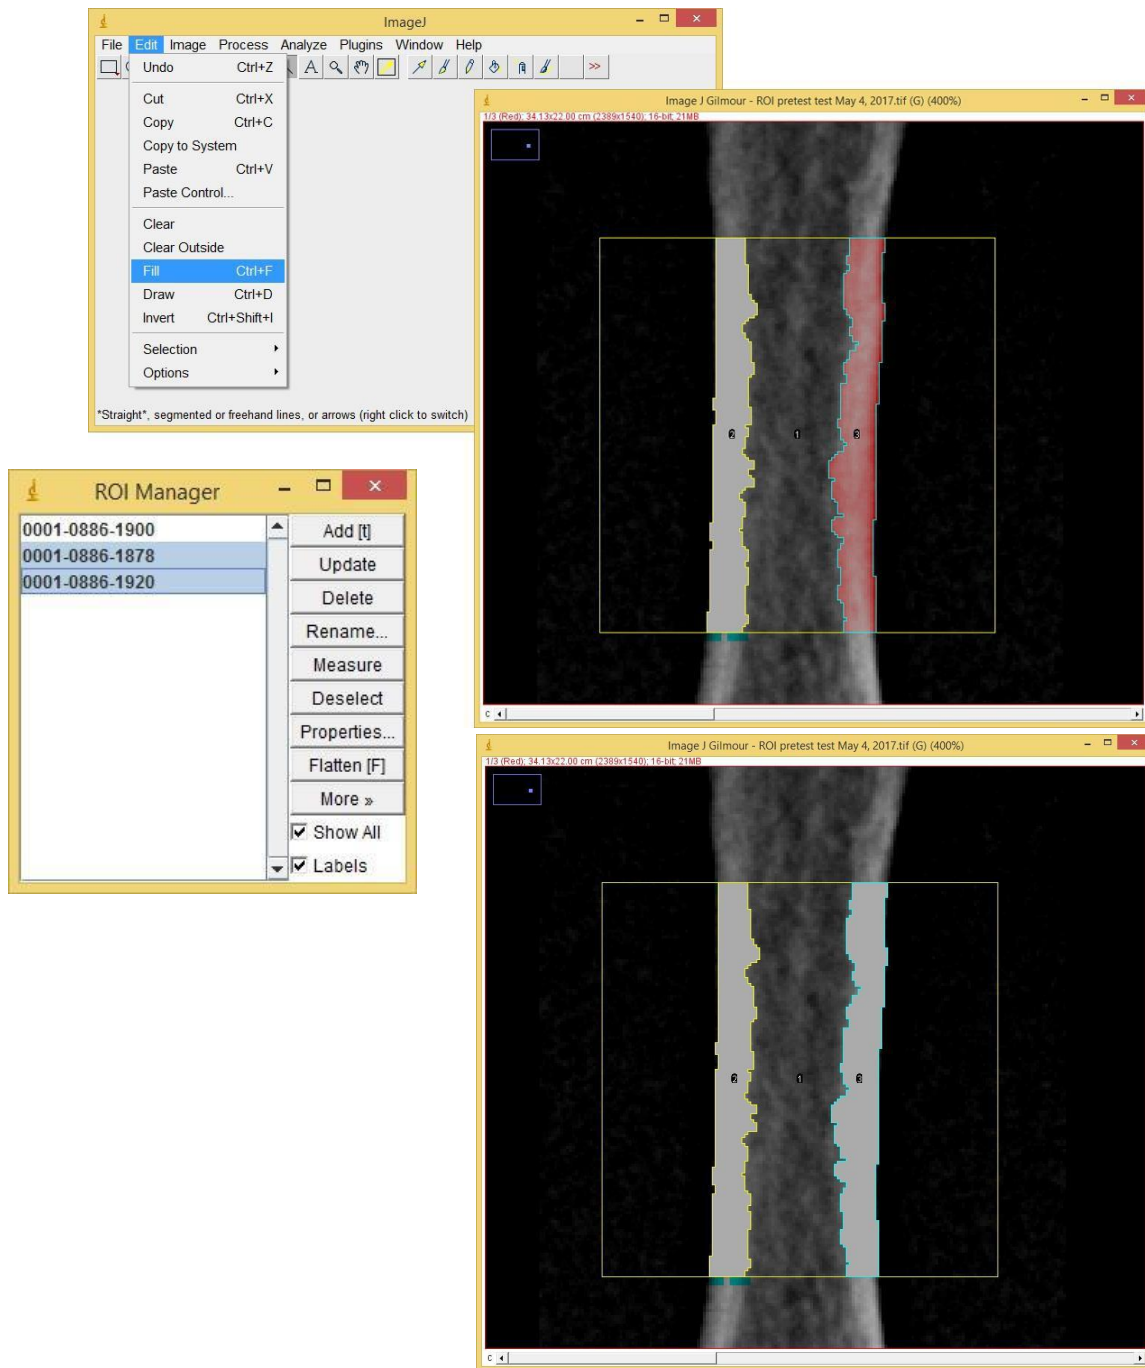 ImageJ
File Edit Image Process Analyze Plugins Window Help
A >>
Undo Ctrl+Z
Cut Ctrl+X
Copy Ctrl+C
Copy to System
Paste Ctrl+V
Paste Control...
Clear
Clear Outside
Fill Ctrl+F
Draw Ctrl+D
Invert Ctrl+Shift+I
Selection
Options
*Straight*, segmented or freehand lines, or arrows (right click to switch)
Image J Gilmour - ROI pretest test May 4, 2017.tif (G) (400%)
1/3 (Red); 34.13x22.00 cm (2389x1540); 16-bit; 21MB
2 1 3
c
ROI Manager
0001-0886-1900
0001-0886-1878
0001-0886-1920
Add [t]
Update
Delete
Rename...
Measure
Deselect
Properties...
Flatten [F]
More »
Show All
Labels
Image J Gilmour - ROI pretest test May 4, 2017.tif (G) (400%)
1/3 (Red); 34.13x22.00 cm (2389x1540); 16-bit; 21MB
2 1 3
c